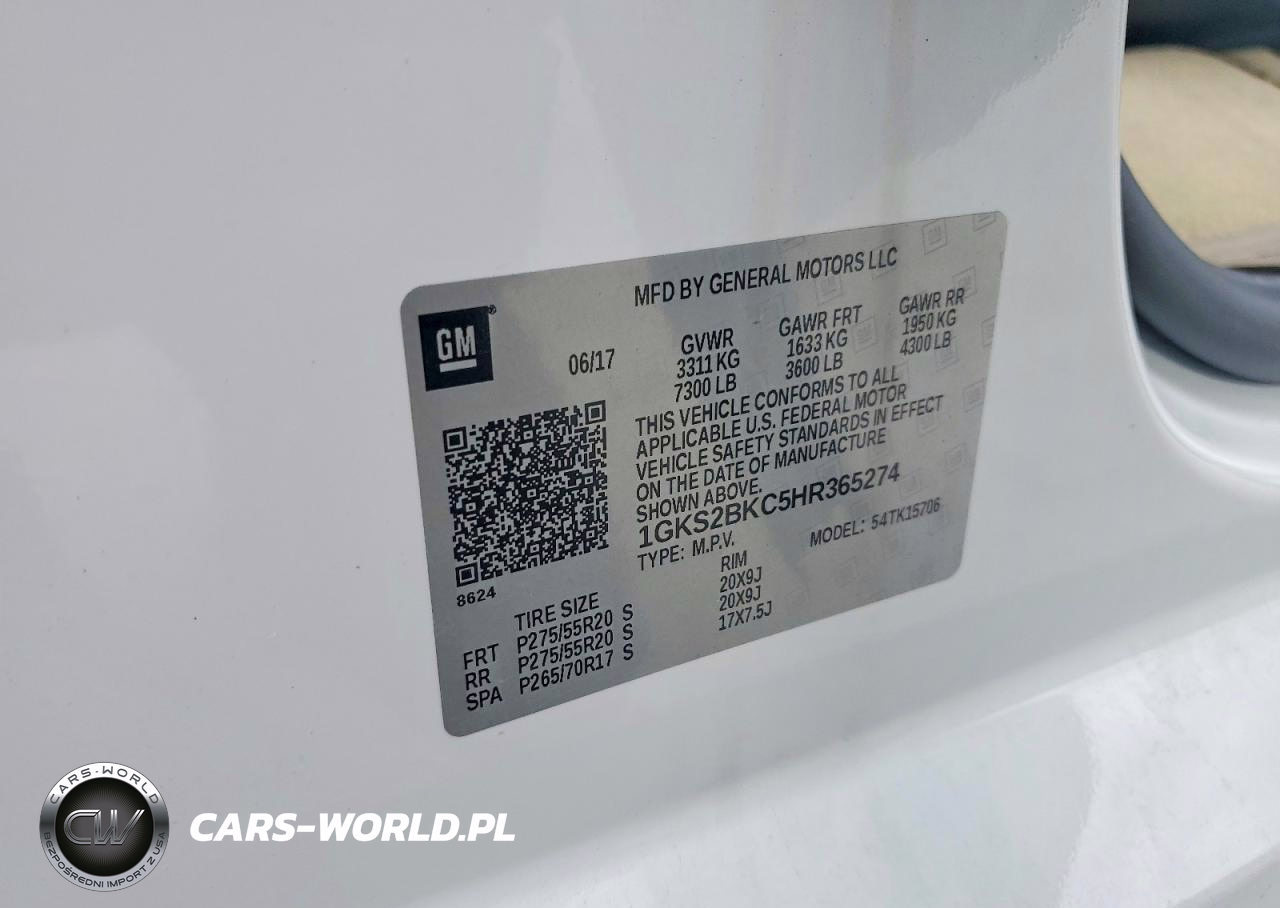 MFD BY GENERAL MOTORS LLC
GM®
06/17
GVWR GAWR FRT GAWR RR
3311 KG 1633 KG 1950 KG
7300 LB 3600 LB 4300 LB
THIS VEHICLE CONFORMS TO ALL
APPLICABLE U.S. FEDERAL MOTOR
VEHICLE SAFETY STANDARDS IN EFFECT
ON THE DATE OF MANUFACTURE
SHOWN ABOVE.
1GKS2BKC5HR365274
TYPE: M.P.V. MODEL: 54TK15706
8624
TIRE SIZE RIM
FRT P275/55R20 S 20X9J
RR P275/55R20 S 20X9J
SPA P265/70R17 S 17X7.5J
CARS-WORLD
CW
BEZPOŚREDNI IMPORT Z USA
CARS-WORLD.PL